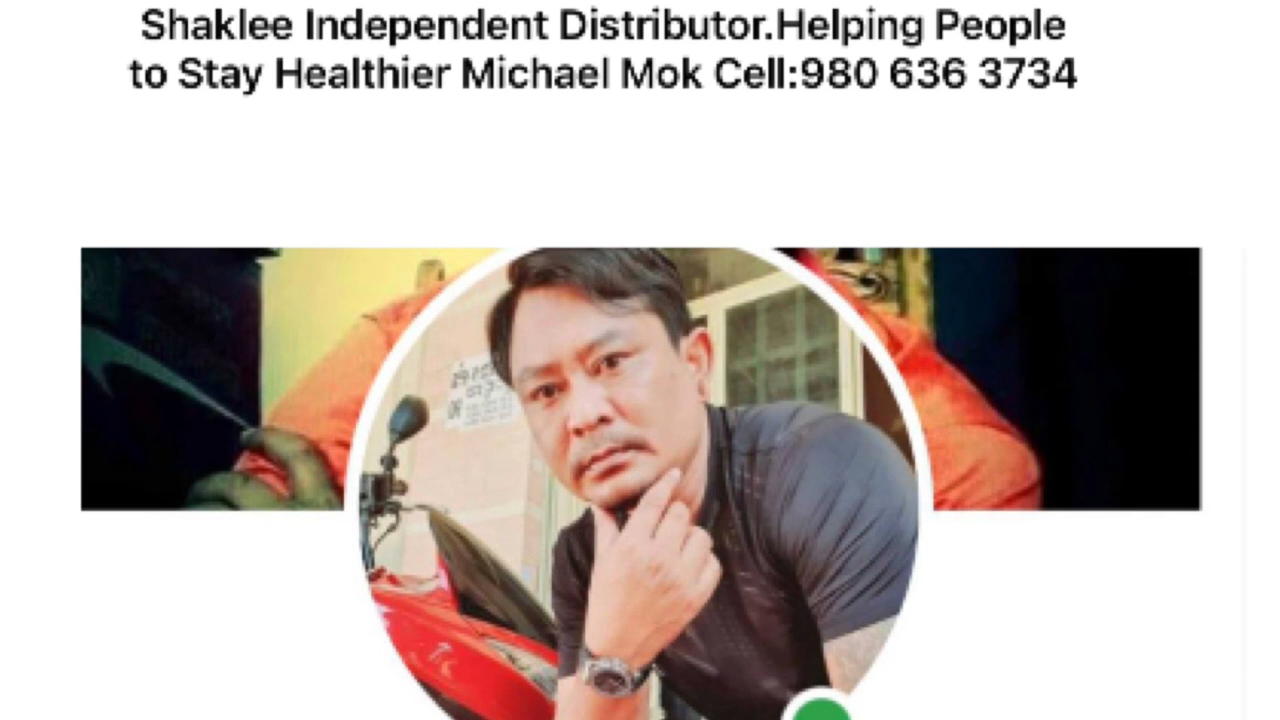 Shaklee Independent Distributor.Helping People
to Stay Healthier Michael Mok Cell:980 636 3734